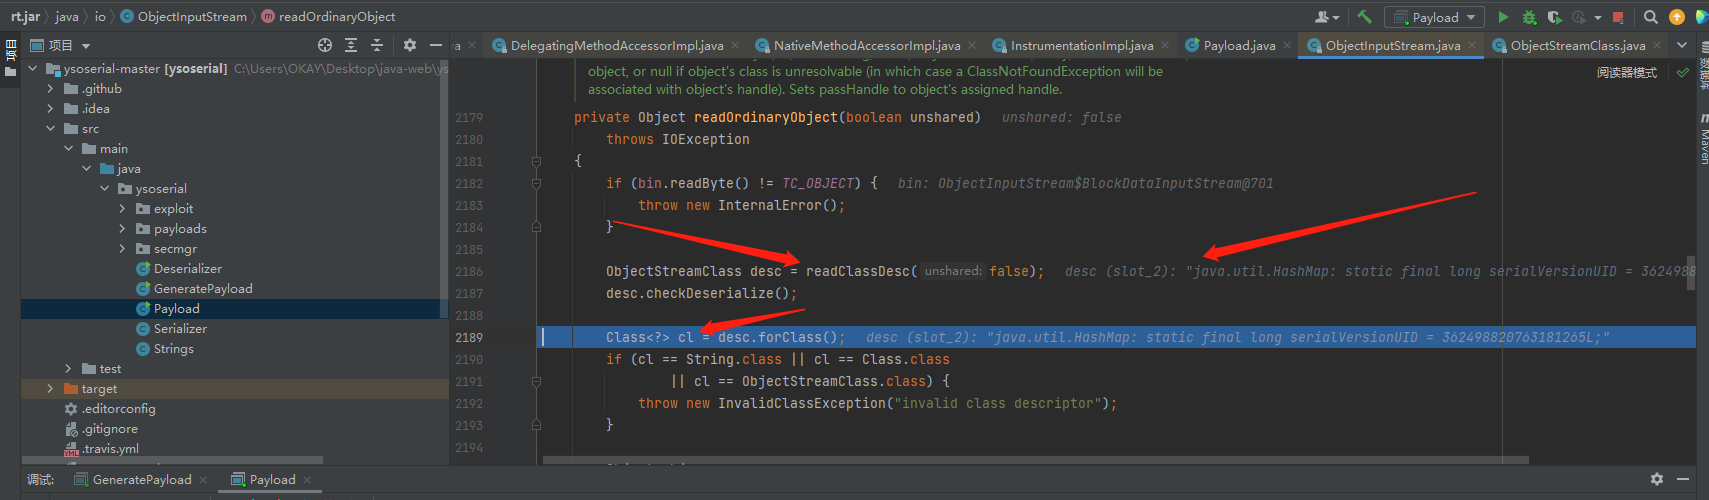 rt.jar java io ObjectInputStream readOrdinaryObject Payload
项目 ava DelegatingMethodAccessorImpl.java NativeMethodAccessorImpl.java InstrumentationImpl.java Payload.java ObjectInputStream.java ObjectStreamClass.java
项目
ysoserial-master [ysoserial] C:\Users\OKAY\Desktop\java-web\ys
.github
.idea
src
main
java
ysoserial
exploit
payloads
secmgr
Deserializer
GeneratePayload
Payload
Serializer
Strings
test
target
.editorconfig
.gitignore
.travis.yml
object, or null if object's class is unresolvable (in which case a ClassNotFoundException will be
associated with object's handle). Sets passHandle to object's assigned handle.
阅读器模式
2179 private Object readOrdinaryObject(boolean unshared) unshared: false
2180 throws IOException
2181 {
2182 if (bin.readByte() != TC_OBJECT) { bin: ObjectInputStream$BlockDataInputStream@701
2183 throw new InternalError();
2184 }
2185
2186 ObjectStreamClass desc = readClassDesc( unshared: false); desc (slot_2): "java.util.HashMap: static final long serialVersionUID = 3624988
2187 desc.checkDeserialize();
2188
2189 Class<?> cl = desc.forClass(); desc (slot_2): "java.util.HashMap: static final long serialVersionUID = 362498820763181265L;"
2190 if (cl == String.class || cl == Class.class
2191 || cl == ObjectStreamClass.class) {
2192 throw new InvalidClassException("invalid class descriptor");
2193 }
2194
数据库
Maven
调试: GeneratePayload Payload